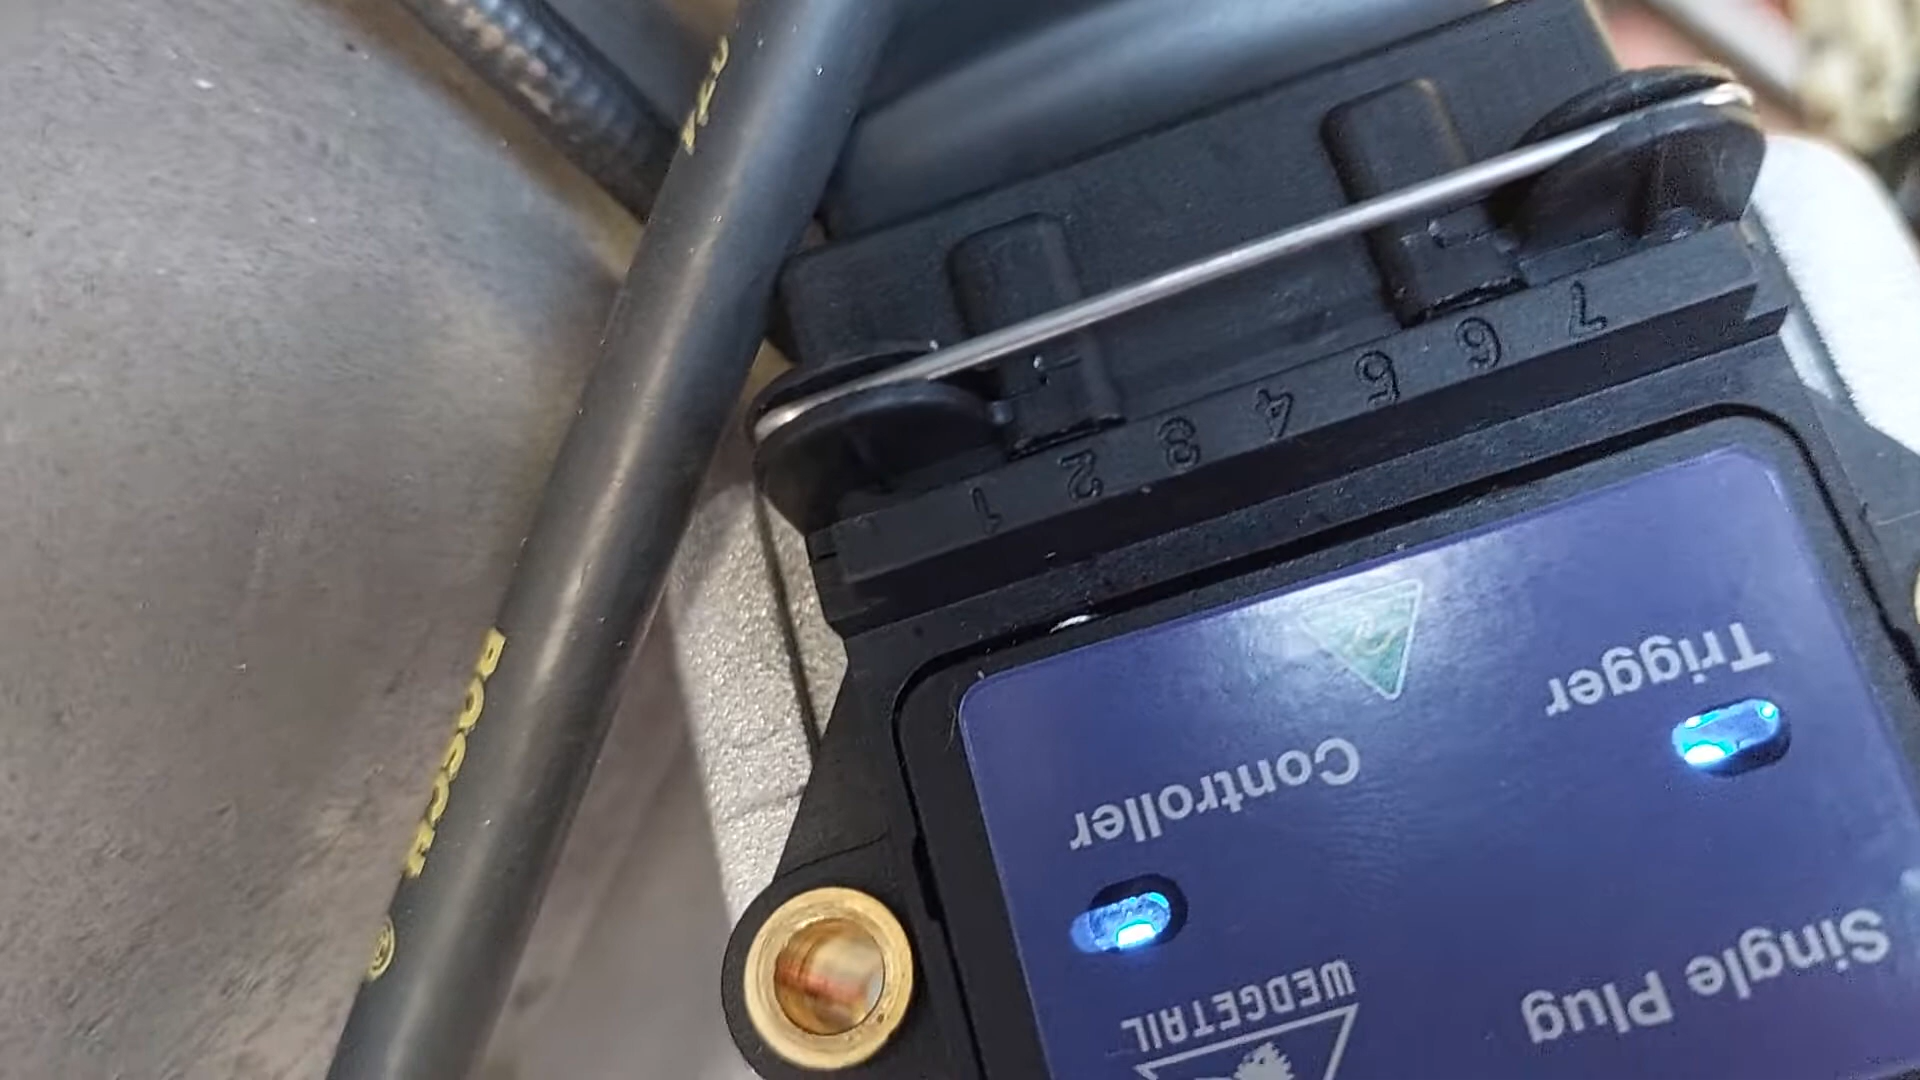 Single Plug
WEDGETAIL
Trigger
Controller
7 6 5 4 3 2 1
BOSCH